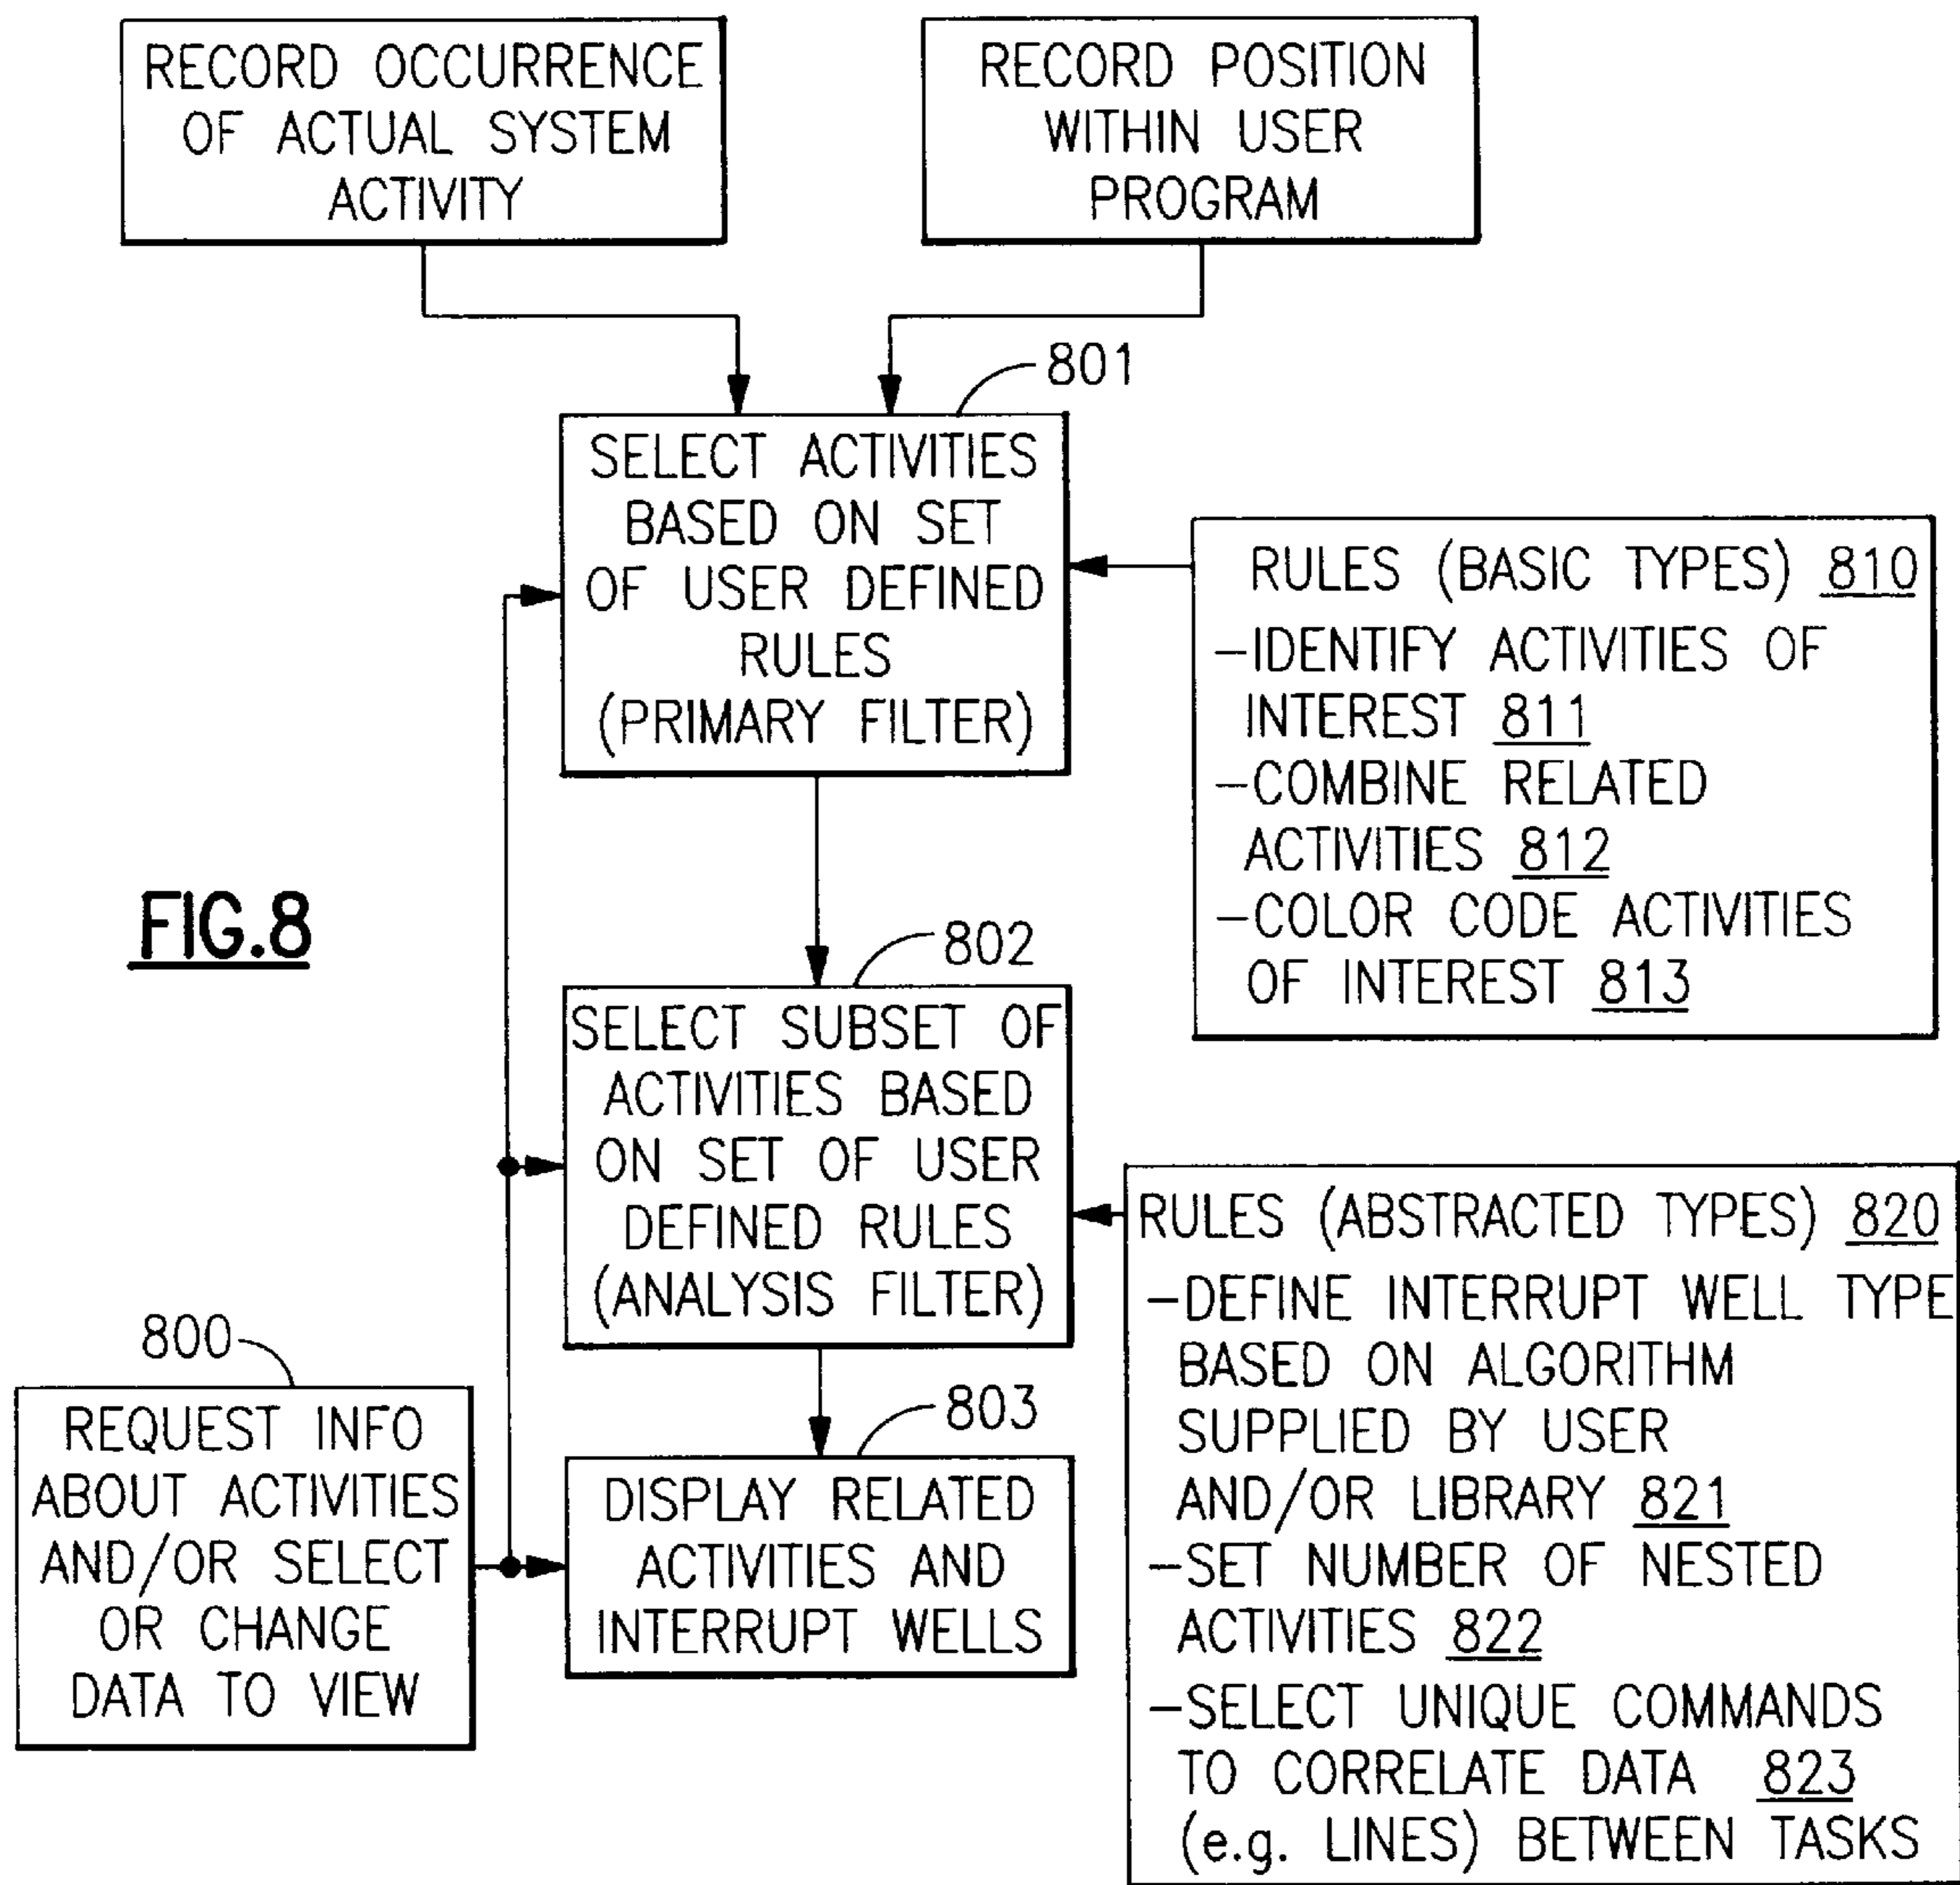 RECORD OCCURRENCE
OF ACTUAL SYSTEM
ACTIVITY
RECORD POSITION
WITHIN USER
PROGRAM
801
SELECT ACTIVITIES
BASED ON SET
OF USER DEFINED
RULES
(PRIMARY FILTER)
RULES (BASIC TYPES) 810
-IDENTIFY ACTIVITIES OF
INTEREST 811
-COMBINE RELATED
ACTIVITIES 812
-COLOR CODE ACTIVITIES
OF INTEREST 813
FIG.8
802
SELECT SUBSET OF
ACTIVITIES BASED
ON SET OF USER
DEFINED RULES
(ANALYSIS FILTER)
RULES (ABSTRACTED TYPES) 820
-DEFINE INTERRUPT WELL TYPE
BASED ON ALGORITHM
SUPPLIED BY USER
AND/OR LIBRARY 821
-SET NUMBER OF NESTED
ACTIVITIES 822
-SELECT UNIQUE COMMANDS
TO CORRELATE DATA 823
(e.g. LINES) BETWEEN TASKS
800
REQUEST INFO
ABOUT ACTIVITIES
AND/OR SELECT
OR CHANGE
DATA TO VIEW
803
DISPLAY RELATED
ACTIVITIES AND
INTERRUPT WELLS